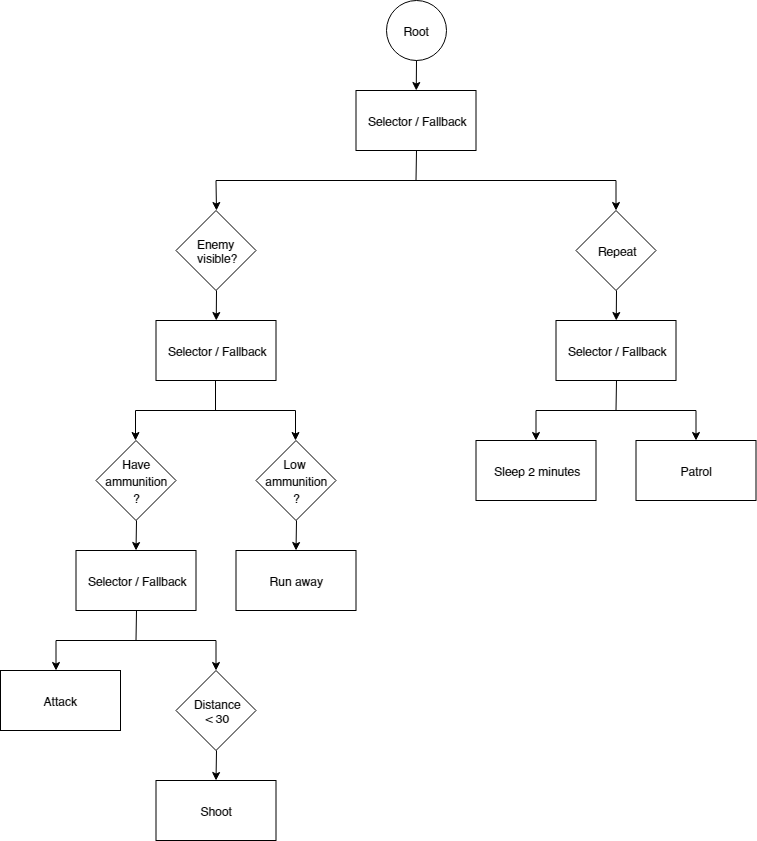 Root
Selector / Fallback
Enemy
visible?
Repeat
Selector / Fallback
Selector / Fallback
Have
ammunition
?
Low
ammunition
?
Sleep 2 minutes
Patrol
Selector / Fallback
Run away
Attack
Distance
< 30
Shoot